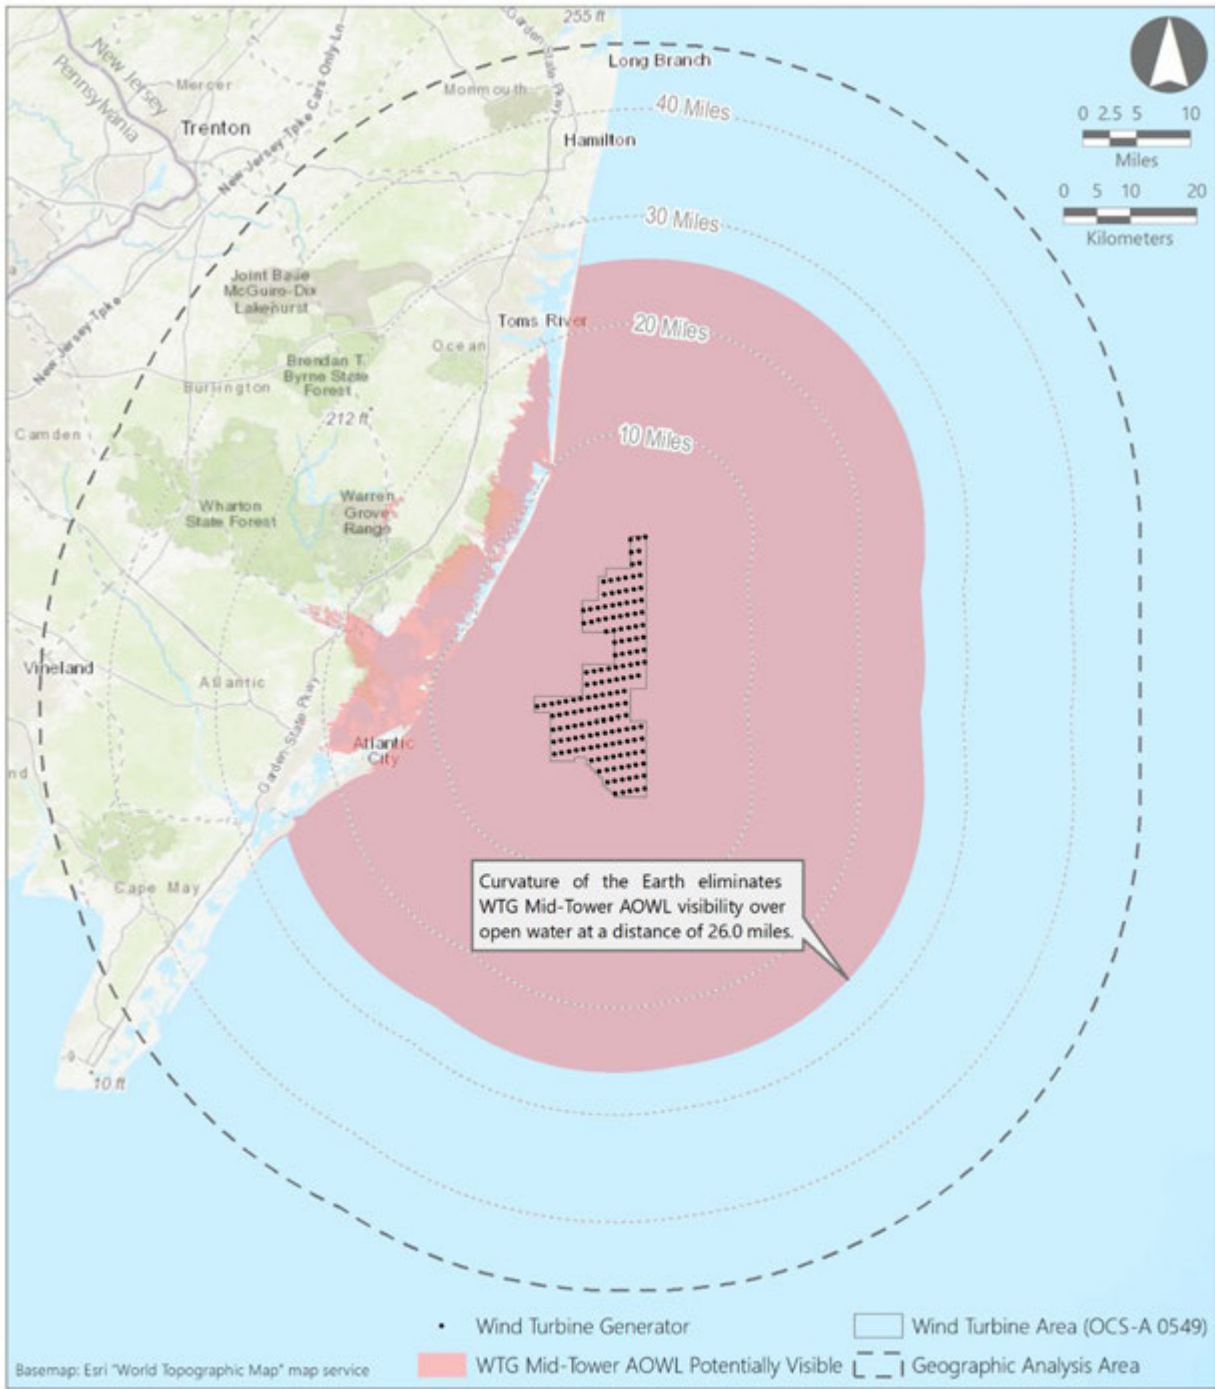 255 ft
Garden State Pkwy
Long Branch
New Jersey
Pennsylvania
Mercer
Monmouth
40 Miles
0 2.5 5 10
Miles
Trenton
New Jersey-Tpke Cars Only-Ln
Hamilton
0 5 10 20
Kilometers
30 Miles
Joint Base
McGuire-Dix
Lakehurst
New Jersey-Tpke
Toms River
20 Miles
Ocean
Brendan T.
Byrne State
Forest
Burlington
212 ft
10 Miles
Camden
Wharton
State Forest
Warren
Grove
Range
Vineland
Atlantic
Garden-State Pkwy
Atlantic
City
nd
Curvature of the Earth eliminates
WTG Mid-Tower AOWL visibility over
open water at a distance of 26.0 miles.
Cape May
10 ft
Wind Turbine Generator
Wind Turbine Area (OCS-A 0549)
Basemap: Esri "World Topographic Map" map service
WTG Mid-Tower AOWL Potentially Visible
Geographic Analysis Area